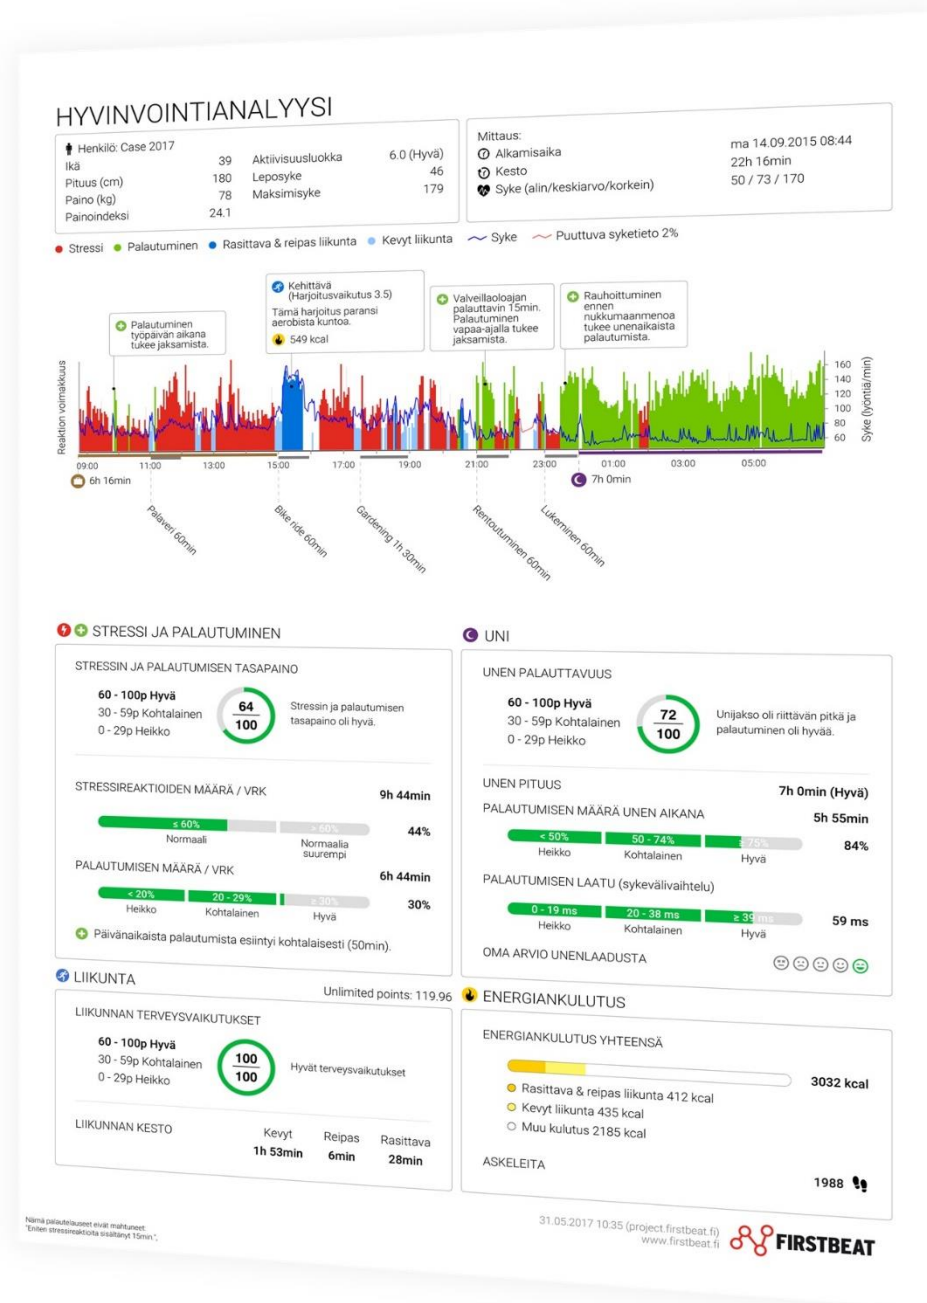 HYVINVOINTIANALYYSI
Henkilö: Case 2017
Ikä 39 Aktiivisuusluokka 6.0 (Hyvä)
Pituus (cm) 180 Leposyke 46
Paino (kg) 78 Maksimisyke 179
Painoindeksi 24.1
Mittaus:
Alkamisaika ma 14.09.2015 08:44
Kesto 22h 16min
Syke (alin/keskiarvo/korkein) 50 / 73 / 170
Stressi Palautuminen Rasittava & reipas liikunta Kevyt liikunta Syke Puuttuva syketieto 2%
Palautuminen
työpäivän aikana
tukee jaksamista.
Kehittävä
(Harjoitusvaikutus 3.5)
Tämä harjoitus paransi
aerobista kuntoa.
549 kcal
Valveillaoloajan
palauttavin 15min.
Palautuminen
vapaa-ajalla tukee
jaksamista.
Rauhoittuminen
ennen
nukkumaanmenoa
tukee unenaikaista
palautumista.
Reaktion voimakkuus
160
140
120
100
80
60
Syke (lyöntiä/min)
09:00 11:00 13:00 15:00 17:00 19:00 21:00 23:00 01:00 03:00 05:00
6h 16min
7h 0min
Palaveri 60min
Bike ride 60min
Gardening 1h 30min
Rentoutuminen 60min
Lukeminen 60min
STRESSI JA PALAUTUMINEN
STRESSIN JA PALAUTUMISEN TASAPAINO
60 - 100p Hyvä
30 - 59p Kohtalainen
0 - 29p Heikko
64
100
Stressin ja palautumisen
tasapaino oli hyvä.
STRESSIREAKTIOIDEN MÄÄRÄ / VRK 9h 44min
≤ 60% > 60% 44%
Normaali Normaalia
suurempi
PALAUTUMISEN MÄÄRÄ / VRK 6h 44min
< 20% 20 - 29% ≥ 30% 30%
Heikko Kohtalainen Hyvä
Päivänaikaista palautumista esiintyi kohtalaisesti (50min).
UNI
UNEN PALAUTTAVUUS
60 - 100p Hyvä
30 - 59p Kohtalainen
0 - 29p Heikko
72
100
Unijakso oli riittävän pitkä ja
palautuminen oli hyvää.
UNEN PITUUS 7h 0min (Hyvä)
PALAUTUMISEN MÄÄRÄ UNEN AIKANA 5h 55min
< 50% 50 - 74% ≥ 75% 84%
Heikko Kohtalainen Hyvä
PALAUTUMISEN LAATU (sykevälivaihtelu)
0 - 19 ms 20 - 38 ms ≥ 39 ms 59 ms
Heikko Kohtalainen Hyvä
OMA ARVIO UNENLAADUSTA
LIIKUNTA Unlimited points: 119.96
LIIKUNNAN TERVEYSVAIKUTUKSET
60 - 100p Hyvä
30 - 59p Kohtalainen
0 - 29p Heikko
100
100
Hyvät terveysvaikutukset
LIIKUNNAN KESTO Kevyt Reipas Rasittava
1h 53min 6min 28min
ENERGIANKULUTUS
ENERGIANKULUTUS YHTEENSÄ
3032 kcal
Rasittava & reipas liikunta 412 kcal
Kevyt liikunta 435 kcal
Muu kulutus 2185 kcal
ASKELEITA 1988
Nämä palautelauseet eivät mahtuneet:
"Eniten stressireaktioita sisältänyt 15min.",
31.05.2017 10:35 (project.firstbeat.fi)
www.firstbeat.fi
FIRSTBEAT